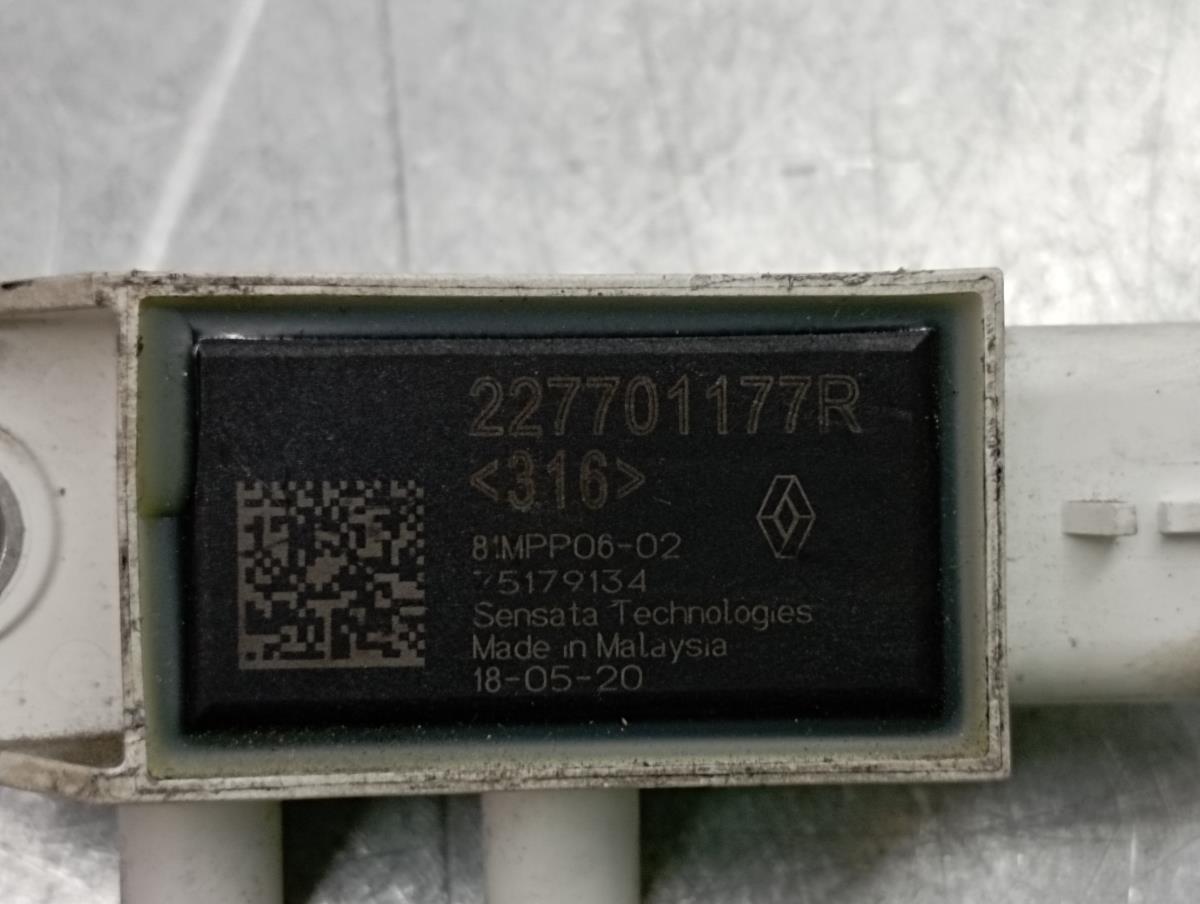 227701177R
<316>
81MPP06-02
75179134
Sensata Technologies
Made in Malaysia
18-05-20